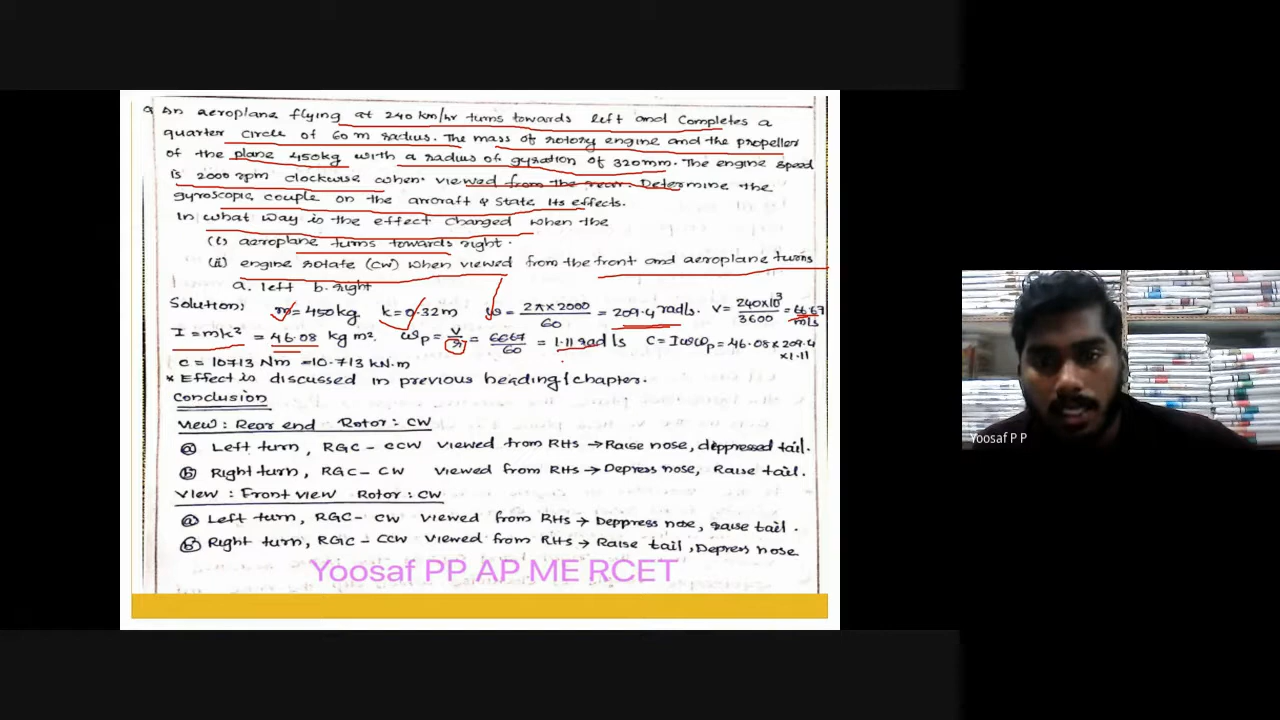 Q An aeroplane flying at 240 km/hr turns towards left and completes a
quarter circle of 60 m radius. The mass of rotory engine and the propeller
of the plane 450kg with a radius of gyration of 320mm. The engine speed
is 2000 rpm clockwise when viewed from the rear. Determine the
gyroscopic couple on the aircraft & state its effects.
In what way is the effect changed when the
(i) aeroplane turns towards right.
(ii) engine rotate (CW) when viewed from the front and aeroplane turns
a. left b. right
Solution; m = 450kg k = 0.32m ω = 2π×2000/60 = 209.4 rad/s. V = 240×10³/3600 = 66.67 m/s
I = mk² = 46.08 kg m². ωp = v/r = 6667/60 = 1.11 rad/s C = Iωωp = 46.08×209.4 ×1.11
C = 10713 Nm = 10.713 kN.m
* Effect is discussed in previous heading/chapter.
Conclusion
View: Rear end Rotor: CW
(a) Left turn, RGC - CCW viewed from RHS → Raise nose, deppressed tail.
(b) Right turn, RGC - CW viewed from RHS → Depress nose, Raise tail.
View: Front view Rotor: CW
(a) Left turn, RGC - CW viewed from RHS → Deppress nose, raise tail.
(b) Right turn, RGC - CCW viewed from RHS → Raise tail, Depress nose
Yoosaf PP AP ME RCET
Yoosaf P P